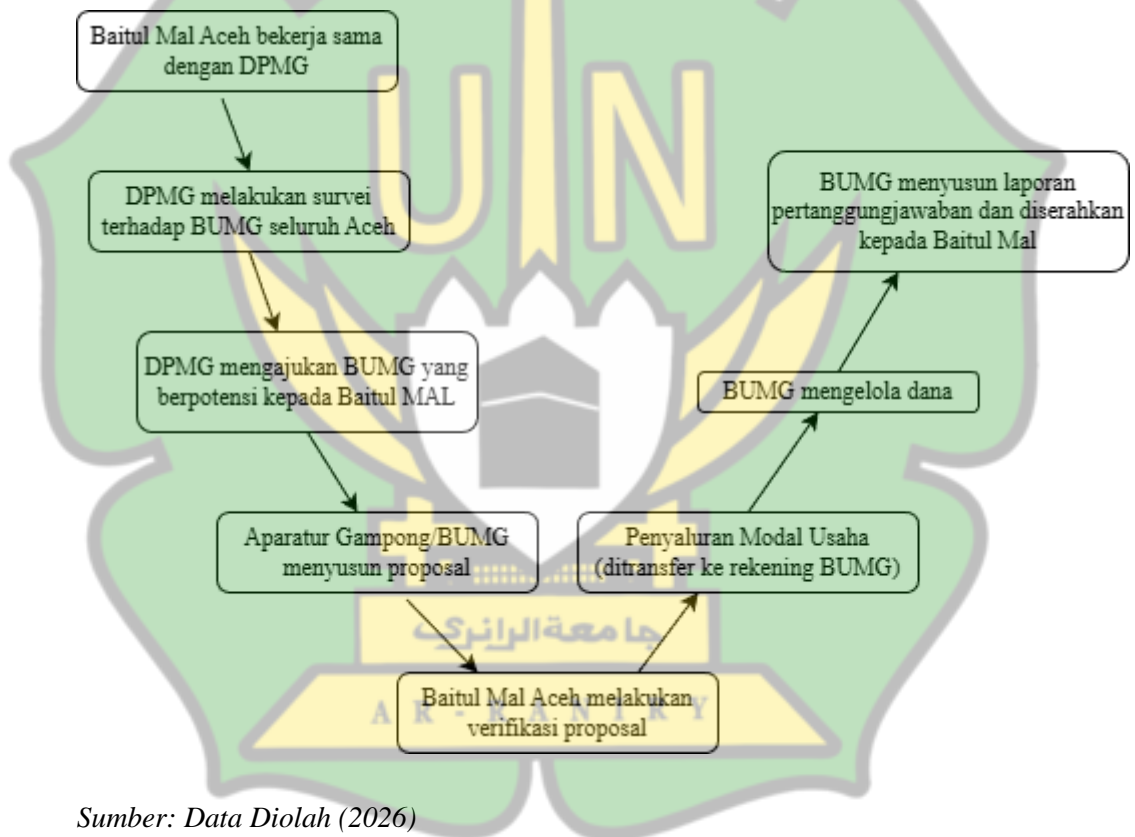 UIN
Baitul Mal Aceh bekerja sama
dengan DPMG
DPMG melakukan survei
terhadap BUMG seluruh Aceh
DPMG mengajukan BUMG yang
berpotensi kepada Baitul MAL
Aparatur Gampong/BUMG
menyusun proposal
Baitul Mal Aceh melakukan
verifikasi proposal
Penyaluran Modal Usaha
(ditransfer ke rekening BUMG)
BUMG mengelola dana
BUMG menyusun laporan
pertanggungjawaban dan diserahkan
kepada Baitul Mal
جامعة الرانري
AR-RANIRY
Sumber: Data Diolah (2026)